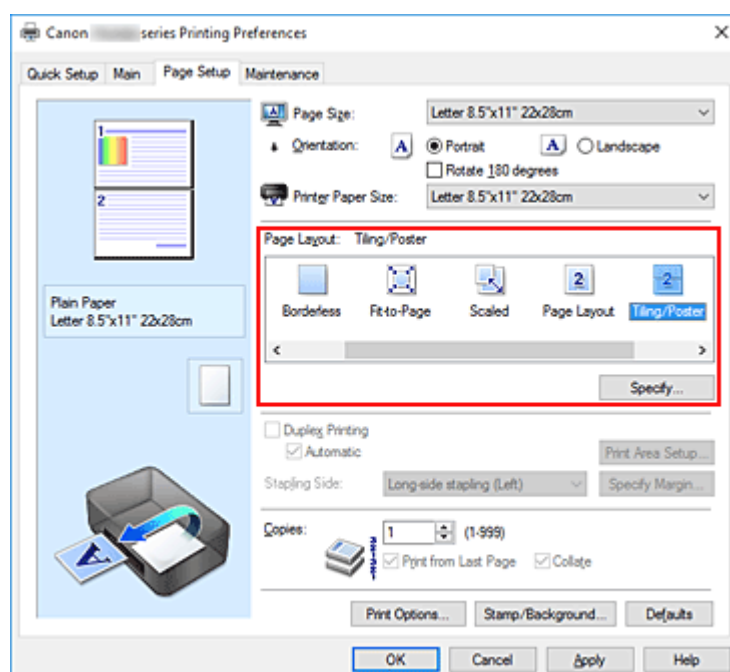 Canon series Printing Preferences
Quick Setup Main Page Setup Maintenance
Page Size: Letter 8.5"x11" 22x28cm
Orientation: A Portrait A Landscape
Rotate 180 degrees
Printer Paper Size: Letter 8.5"x11" 22x28cm
1
2
Plain Paper
Letter 8.5"x11" 22x28cm
Page Layout: Tiling/Poster
2 2
Borderless Fit-to-Page Scaled Page Layout Tiling/Poster
Specify...
Duplex Printing
Automatic Print Area Setup...
Stapling Side: Long-side stapling (Left) Specify Margin...
Copies: 1 (1-999)
Print from Last Page Collate
A
Print Options... Stamp/Background... Defaults
OK Cancel Apply Help